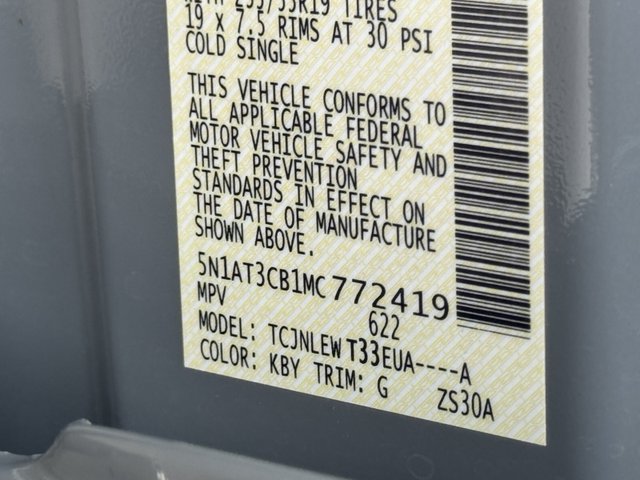 19 X 7.5 RIMS AT 30 PSI
COLD SINGLE
THIS VEHICLE CONFORMS TO
ALL APPLICABLE FEDERAL
MOTOR VEHICLE SAFETY AND
THEFT PREVENTION
STANDARDS IN EFFECT ON
THE DATE OF MANUFACTURE
SHOWN ABOVE.
5N1AT3CB1MC772419
MPV 622
MODEL: TCJNLEWT33EUA----A
COLOR: KBY TRIM: G ZS30A